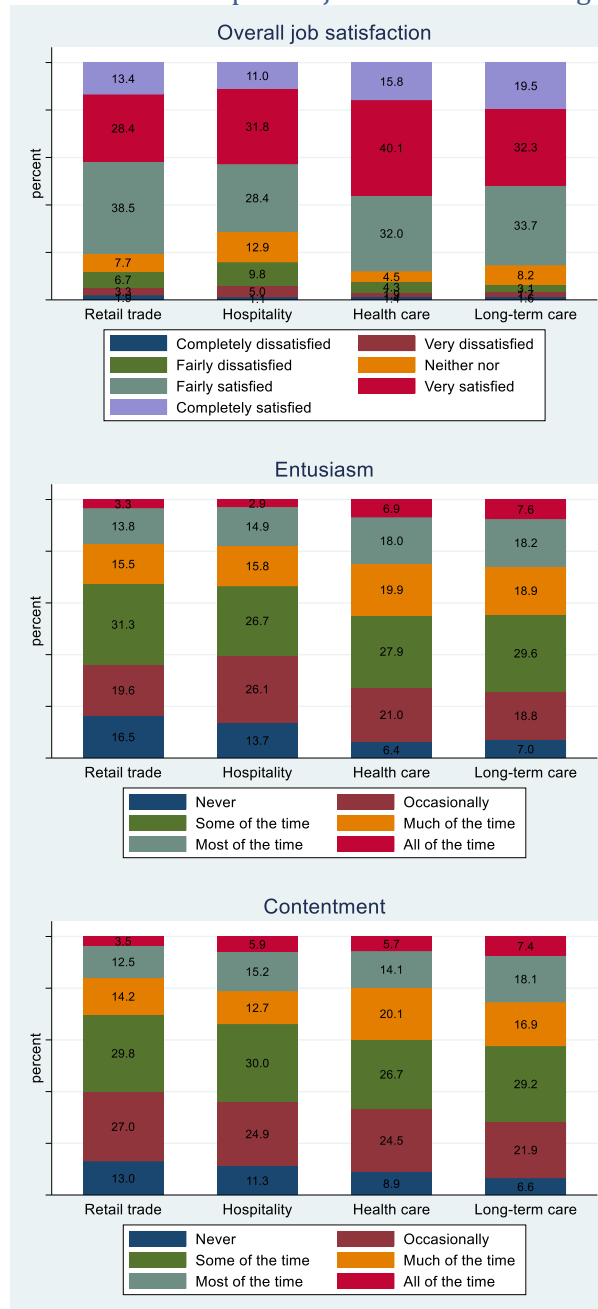 Overall job satisfaction
percent
13.4 11.0 15.8 19.5
28.4 31.8 40.1 32.3
38.5 28.4 32.0 33.7
7.7 12.9 4.5 8.2
6.7 9.8 4.3 3.1
3.3 5.0
Retail trade Hospitality Health care Long-term care
Completely dissatisfied Very dissatisfied
Fairly dissatisfied Neither nor
Fairly satisfied Very satisfied
Completely satisfied
Entusiasm
percent
3.3 2.9 6.9 7.6
13.8 14.9 18.0 18.2
15.5 15.8 19.9 18.9
31.3 26.7 27.9 29.6
19.6 26.1 21.0 18.8
16.5 13.7 6.4 7.0
Retail trade Hospitality Health care Long-term care
Never Occasionally
Some of the time Much of the time
Most of the time All of the time
Contentment
percent
3.5 5.9 5.7 7.4
12.5 15.2 14.1 18.1
14.2 12.7 20.1 16.9
29.8 30.0 26.7 29.2
27.0 24.9 24.5 21.9
13.0 11.3 8.9 6.6
Retail trade Hospitality Health care Long-term care
Never Occasionally
Some of the time Much of the time
Most of the time All of the time